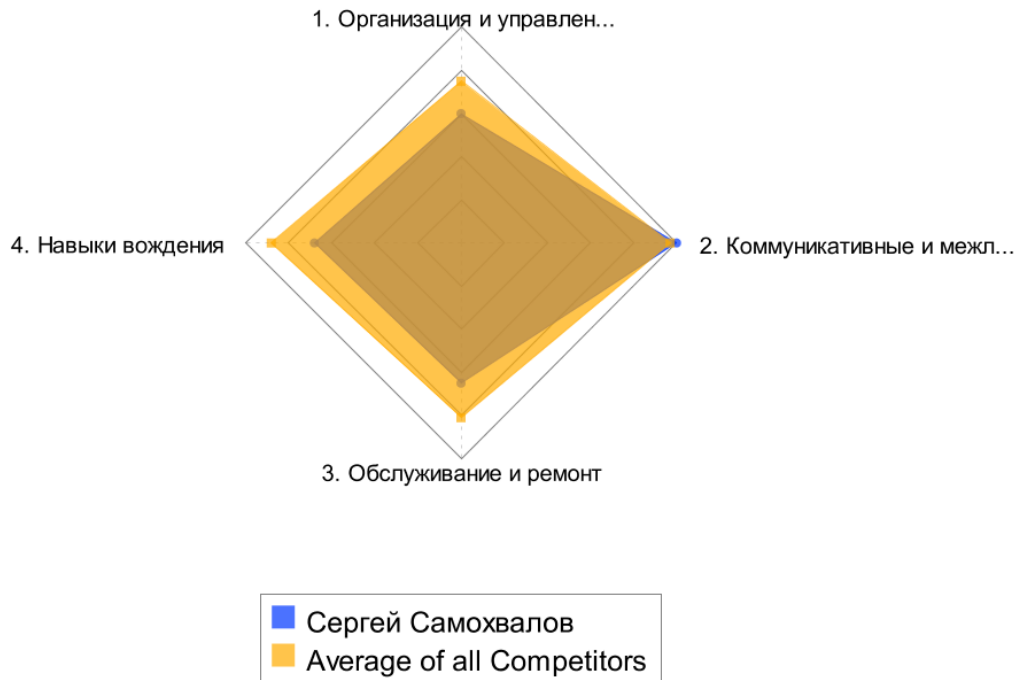 1. Организация и управлен...
4. Навыки вождения
2. Коммуникативные и межл...
3. Обслуживание и ремонт
Сергей Самохвалов
Average of all Competitors